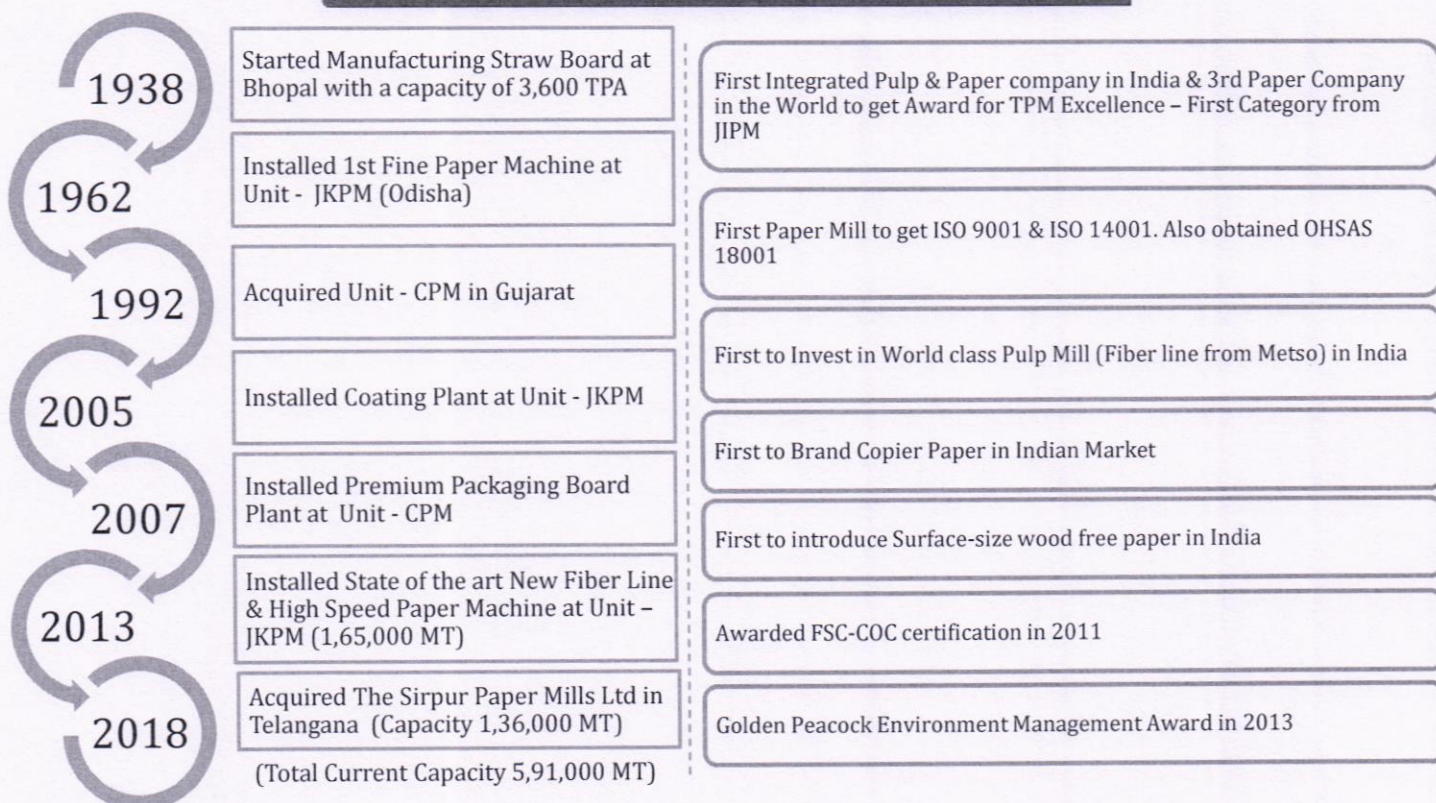 1938
Started Manufacturing Straw Board at
Bhopal with a capacity of 3,600 TPA
1962
Installed 1st Fine Paper Machine at
Unit - JKPM (Odisha)
1992
Acquired Unit - CPM in Gujarat
2005
Installed Coating Plant at Unit - JKPM
2007
Installed Premium Packaging Board
Plant at Unit - CPM
2013
Installed State of the art New Fiber Line
& High Speed Paper Machine at Unit –
JKPM (1,65,000 MT)
2018
Acquired The Sirpur Paper Mills Ltd in
Telangana (Capacity 1,36,000 MT)
(Total Current Capacity 5,91,000 MT)
First Integrated Pulp & Paper company in India & 3rd Paper Company
in the World to get Award for TPM Excellence – First Category from
JIPM
First Paper Mill to get ISO 9001 & ISO 14001. Also obtained OHSAS
18001
First to Invest in World class Pulp Mill (Fiber line from Metso) in India
First to Brand Copier Paper in Indian Market
First to introduce Surface-size wood free paper in India
Awarded FSC-COC certification in 2011
Golden Peacock Environment Management Award in 2013